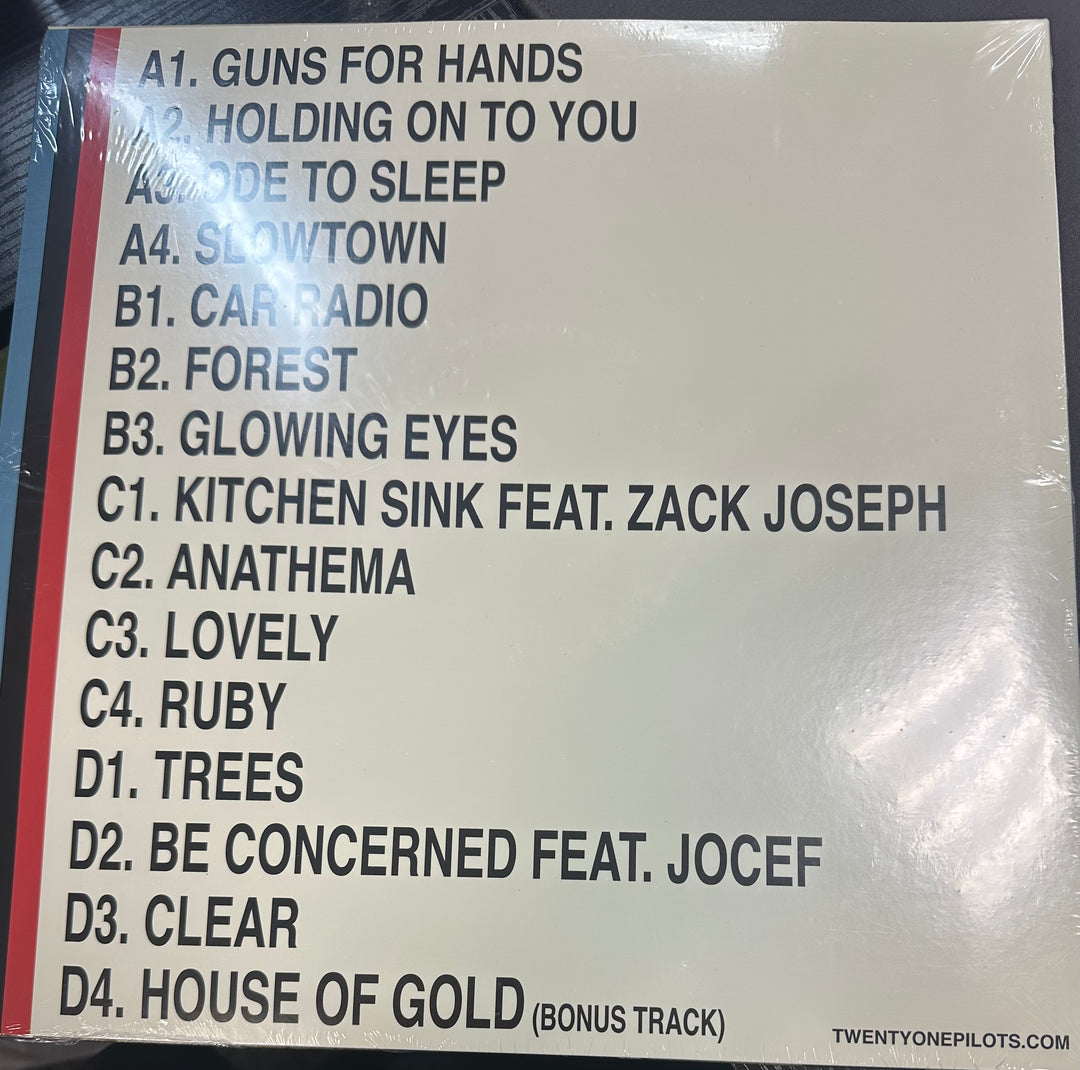 A1. GUNS FOR HANDS
A2. HOLDING ON TO YOU
A3. ODE TO SLEEP
A4. SLOWTOWN
B1. CAR RADIO
B2. FOREST
B3. GLOWING EYES
C1. KITCHEN SINK FEAT. ZACK JOSEPH
C2. ANATHEMA
C3. LOVELY
C4. RUBY
D1. TREES
D2. BE CONCERNED FEAT. JOCEF
D3. CLEAR
D4. HOUSE OF GOLD (BONUS TRACK)
TWENTYONEPILOTS.COM